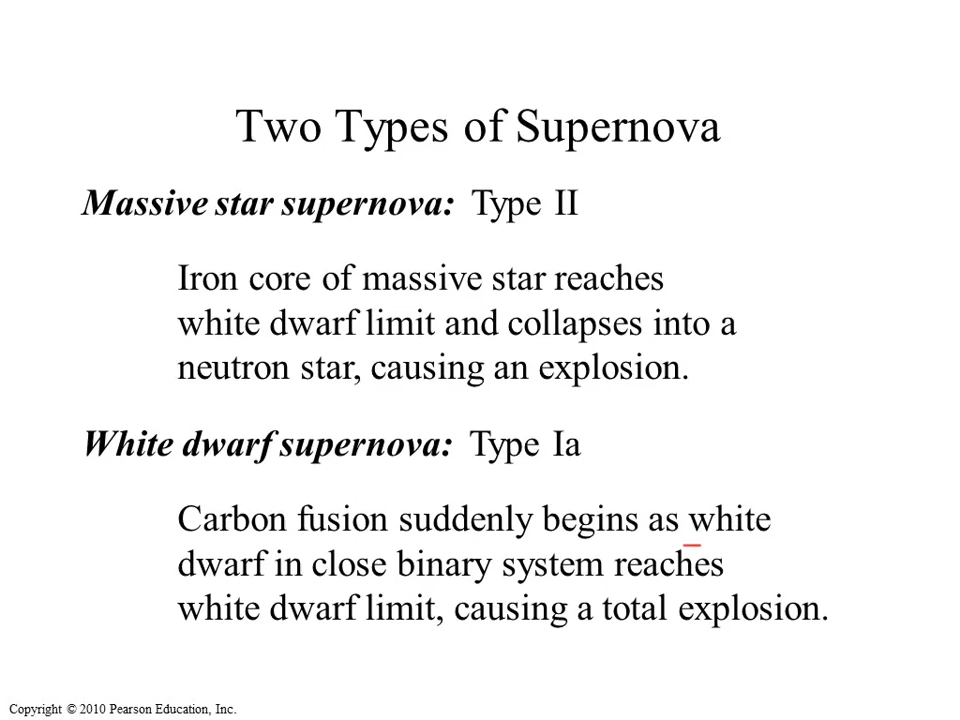 Two Types of Supernova
Massive star supernova: Type II
Iron core of massive star reaches
white dwarf limit and collapses into a
neutron star, causing an explosion.
White dwarf supernova: Type Ia
Carbon fusion suddenly begins as white
dwarf in close binary system reaches
white dwarf limit, causing a total explosion.
Copyright © 2010 Pearson Education, Inc.